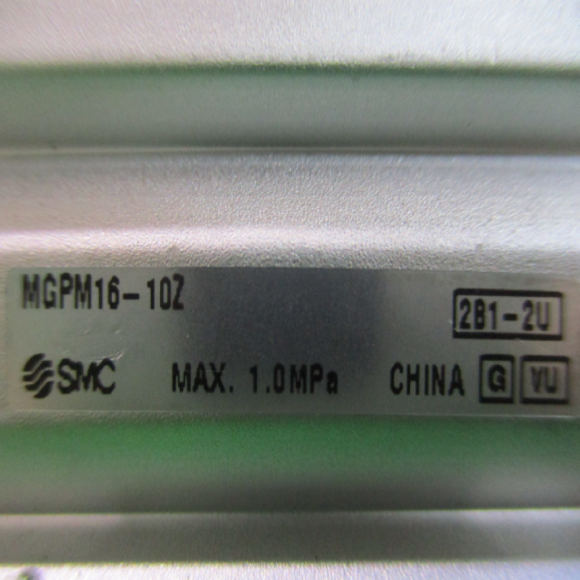 MGPM16-10Z
2B1-2U
SMC MAX. 1.0MPa CHINA G VU